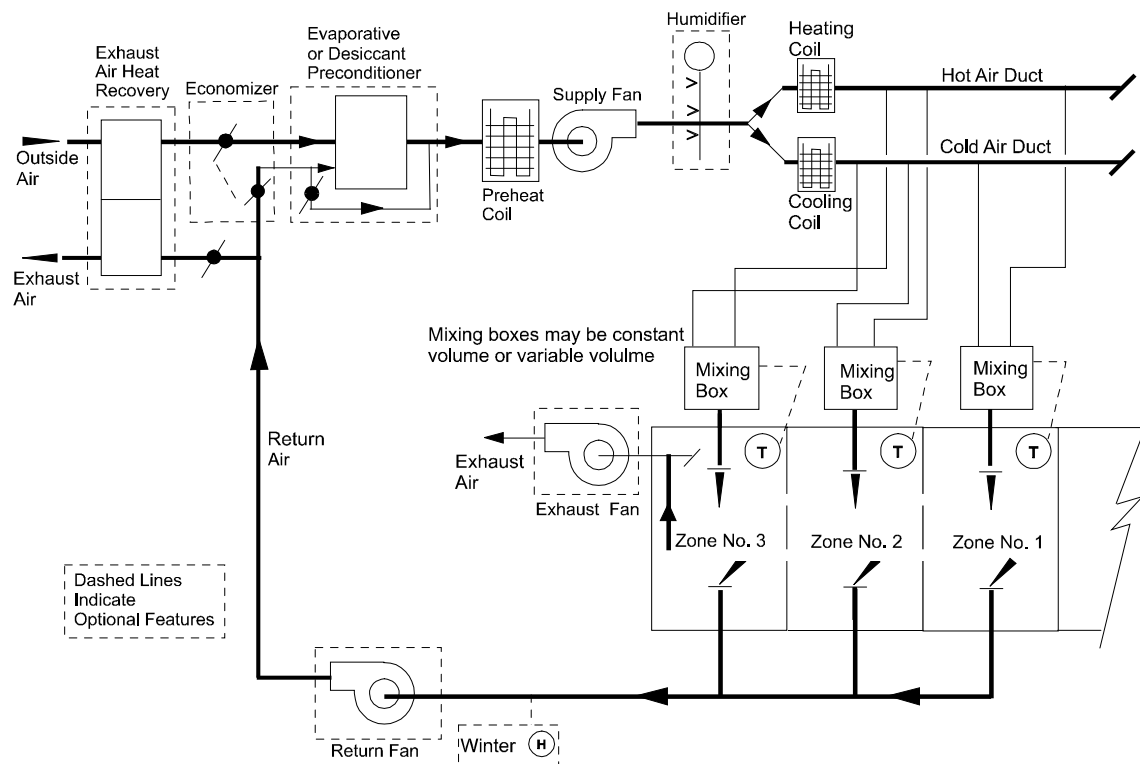 Humidifier
Exhaust
Air Heat
Recovery
Economizer
Evaporative
or Desiccant
Preconditioner
Supply Fan
Heating
Coil
Hot Air Duct
Outside
Air
Preheat
Coil
Cold Air Duct
Cooling
Coil
Exhaust
Air
Mixing boxes may be constant
volume or variable volulme
Mixing
Box
Mixing
Box
Mixing
Box
Return
Air
Exhaust
Air
Exhaust Fan
T
T
T
Zone No. 3
Zone No. 2
Zone No. 1
Dashed Lines
Indicate
Optional Features
Return Fan
Winter H